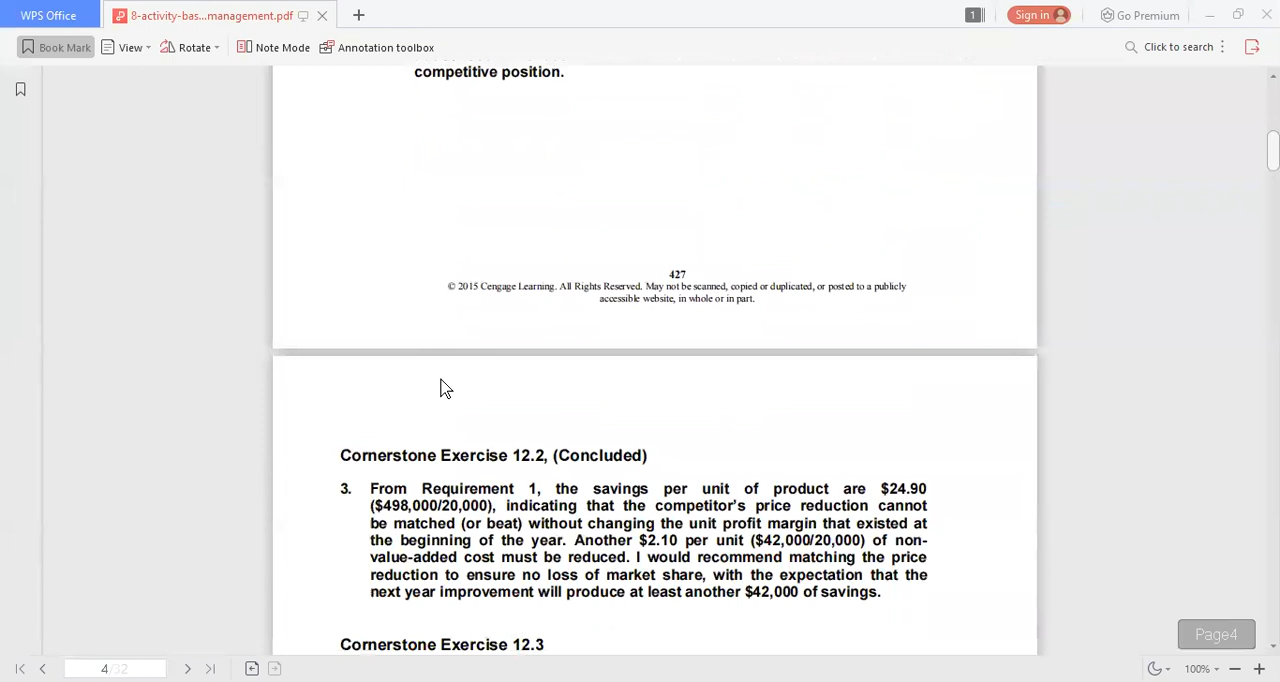 WPS Office
8-activity-bas...management.pdf
1
Sign in
Go Premium
Book Mark
View
Rotate
Note Mode
Annotation toolbox
Click to search
competitive position.
427
© 2015 Cengage Learning. All Rights Reserved. May not be scanned, copied or duplicated, or posted to a publicly
accessible website, in whole or in part.
Cornerstone Exercise 12.2, (Concluded)
3. From Requirement 1, the savings per unit of product are $24.90
($498,000/20,000), indicating that the competitor's price reduction cannot
be matched (or beat) without changing the unit profit margin that existed at
the beginning of the year. Another $2.10 per unit ($42,000/20,000) of non-
value-added cost must be reduced. I would recommend matching the price
reduction to ensure no loss of market share, with the expectation that the
next year improvement will produce at least another $42,000 of savings.
Cornerstone Exercise 12.3
Page4
4/32
100%